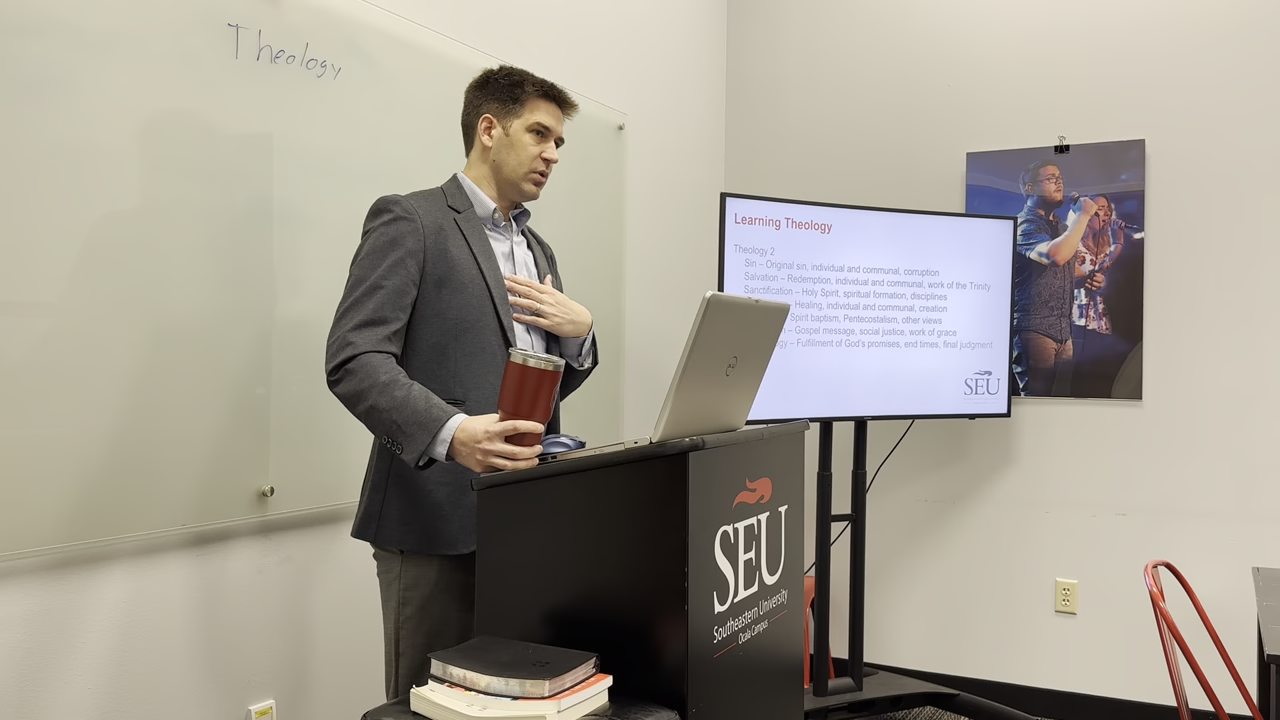 Theology
Learning Theology
Theology 2
Sin – Original sin, individual and communal, corruption
Salvation – Redemption, individual and communal, work of the Trinity
Sanctification – Holy Spirit, spiritual formation, disciplines
– Healing, individual and communal, creation
Spirit baptism, Pentecostalism, other views
– Gospel message, social justice, work of grace
– Fulfillment of God's promises, end times, final judgment
SEU
SEU
Southeastern University
Ocala Campus